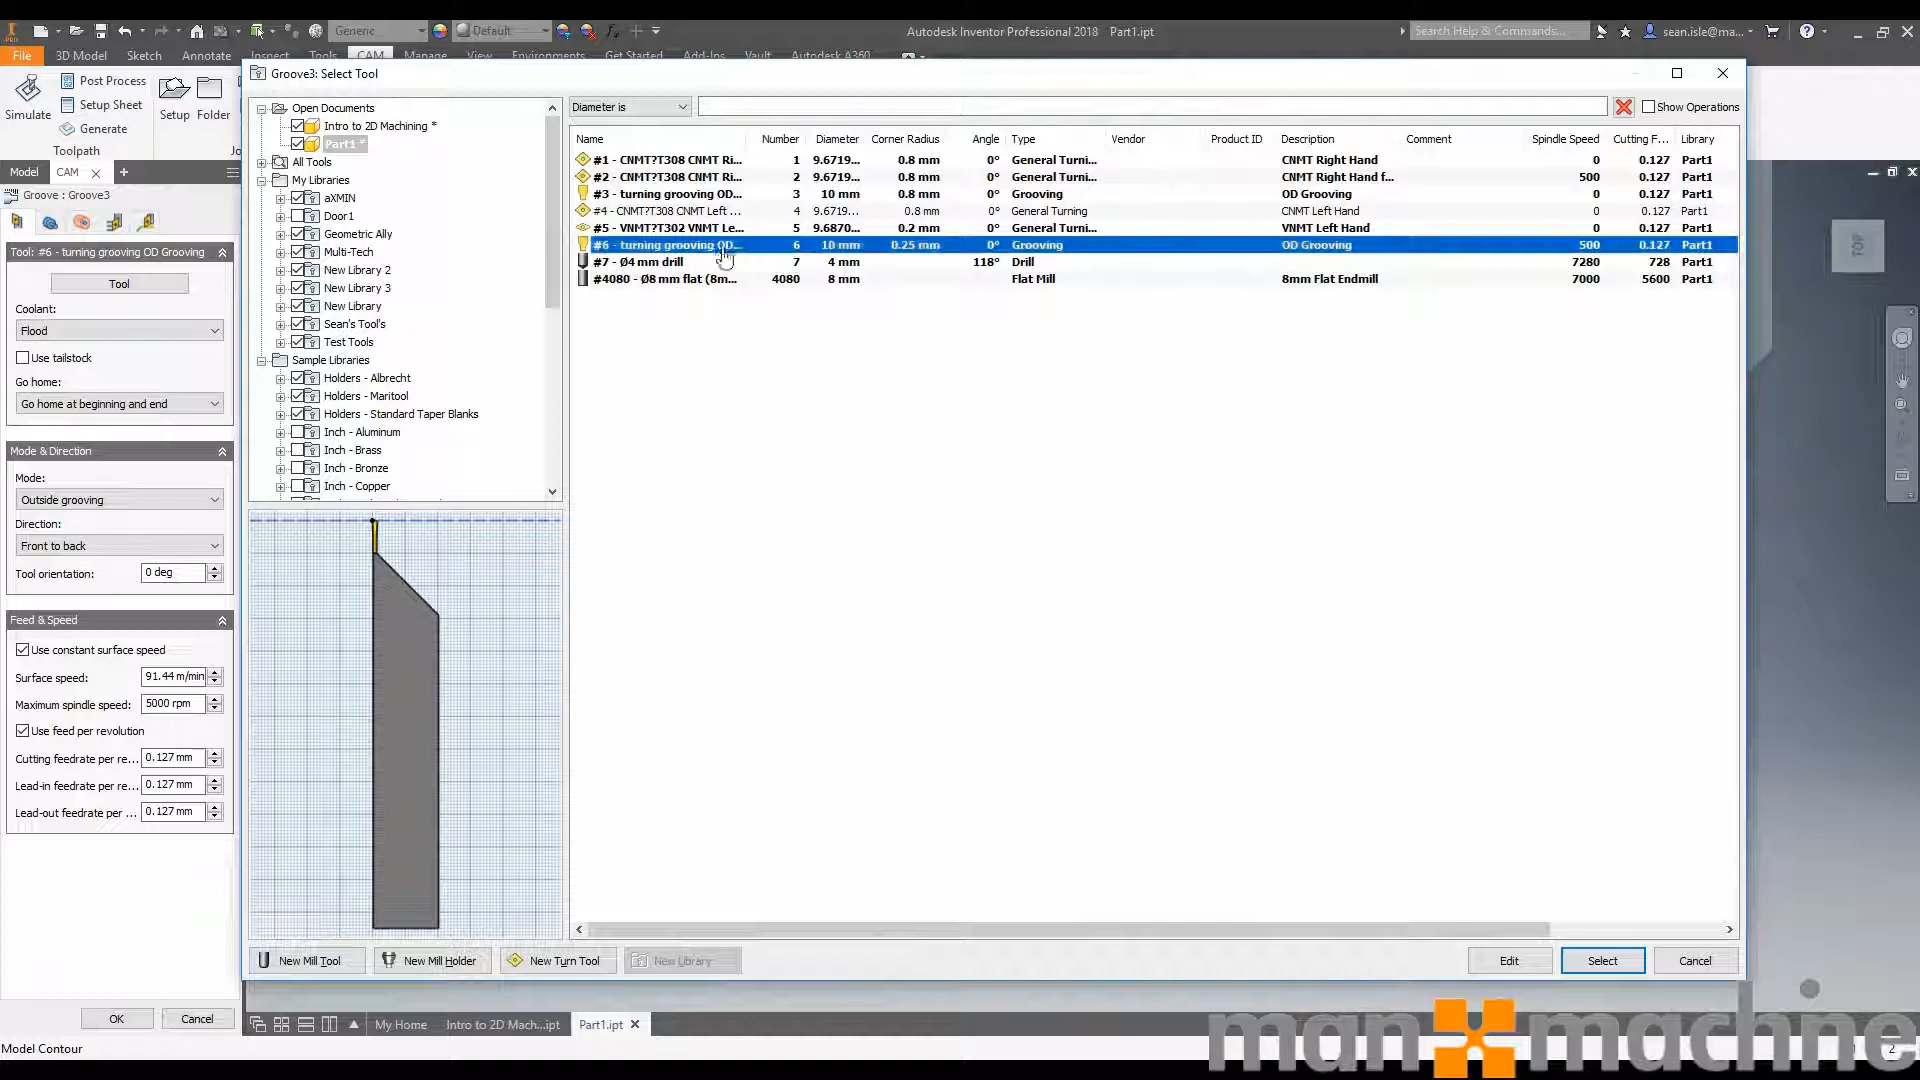 Generic
Default
Autodesk Inventor Professional 2018 Part1.ipt
Search Help & Commands...
sean.isle@ma...
File
3D Model
Sketch
Annotate
Inspect
Tools
CAM
Manage
View
Environments
Get Started
Add-Ins
Vault
Autodesk A360
Simulate
Post Process
Setup Sheet
Generate
Setup
Folder
Toolpath
Model
CAM
Groove : Groove3
Tool: #6 - turning grooving OD Grooving
Tool
Coolant:
Flood
Use tailstock
Go home:
Go home at beginning and end
Mode & Direction
Mode:
Outside grooving
Direction:
Front to back
Tool orientation: 0 deg
Feed & Speed
Use constant surface speed
Surface speed: 91.44 m/min
Maximum spindle speed: 5000 rpm
Use feed per revolution
Cutting feedrate per re... 0.127 mm
Lead-in feedrate per re... 0.127 mm
Lead-out feedrate per ... 0.127 mm
OK
Cancel
Model Contour
Groove3: Select Tool
Open Documents
Intro to 2D Machining *
Part1 *
All Tools
My Libraries
aXMIN
Door1
Geometric Ally
Multi-Tech
New Library 2
New Library 3
New Library
Sean's Tool's
Test Tools
Sample Libraries
Holders - Albrecht
Holders - Maritool
Holders - Standard Taper Blanks
Inch - Aluminum
Inch - Brass
Inch - Bronze
Inch - Copper
Diameter is
Show Operations
Name Number Diameter Corner Radius Angle Type Vendor Product ID Description Comment Spindle Speed Cutting F... Library
#1 - CNMT?T308 CNMT Ri... 1 9.6719... 0.8 mm 0° General Turni... CNMT Right Hand 0 0.127 Part1
#2 - CNMT?T308 CNMT Ri... 2 9.6719... 0.8 mm 0° General Turni... CNMT Right Hand f... 500 0.127 Part1
#3 - turning grooving OD... 3 10 mm 0.8 mm 0° Grooving OD Grooving 0 0.127 Part1
#4 - CNMT?T308 CNMT Left ... 4 9.6719... 0.8 mm 0° General Turning CNMT Left Hand 0 0.127 Part1
#5 - VNMT?T302 VNMT Le... 5 9.6870... 0.2 mm 0° General Turni... VNMT Left Hand 0 0.127 Part1
#6 - turning grooving OD... 6 10 mm 0.25 mm 0° Grooving OD Grooving 500 0.127 Part1
#7 - Ø4 mm drill 7 4 mm 118° Drill 7280 728 Part1
#4080 - Ø8 mm flat (8m... 4080 8 mm Flat Mill 8mm Flat Endmill 7000 5600 Part1
New Mill Tool
New Mill Holder
New Turn Tool
New Library
Edit
Select
Cancel
TOP
My Home
Intro to 2D Mach...ipt
Part1.ipt
man machine
2